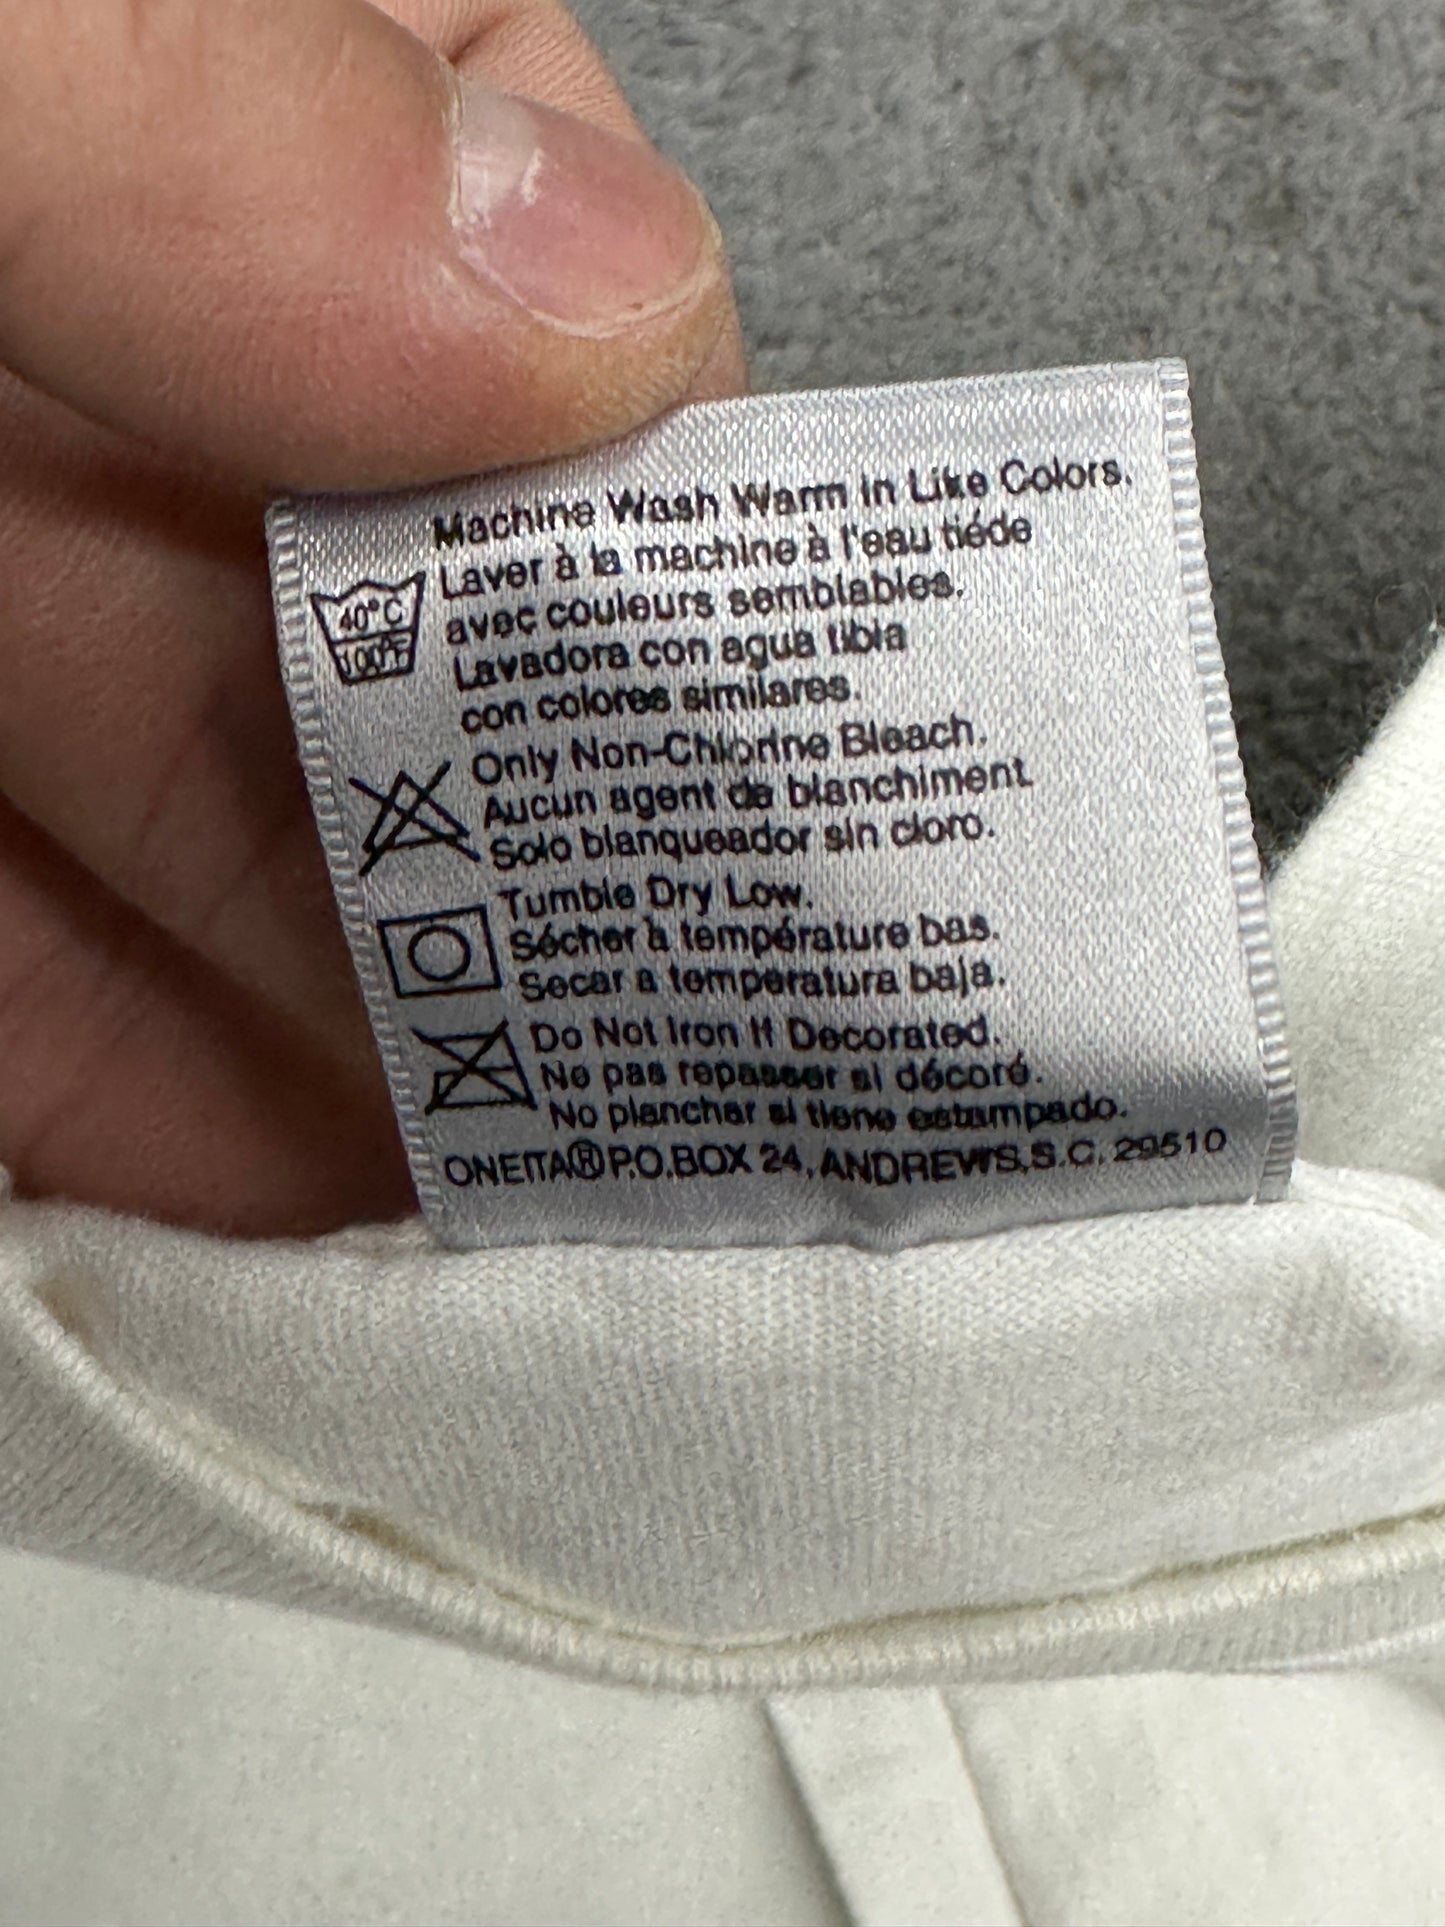 Machine Wash Warm in Like Colors.
Laver à la machine à l'eau tiéde
avec couleurs semblables.
Lavadora con agua tibia
con colores similares.
40°C
100°F
Only Non-Chlorine Bleach.
Aucun agent de blanchiment.
Solo blanqueador sin cloro.
Tumble Dry Low.
Sécher à température bas.
Secar a temperatura baja.
Do Not Iron If Decorated.
Ne pas repasser si décoré.
No planchar si tiene estampado.
ONEITA® P.O.BOX 24, ANDREWS,S.C. 29510